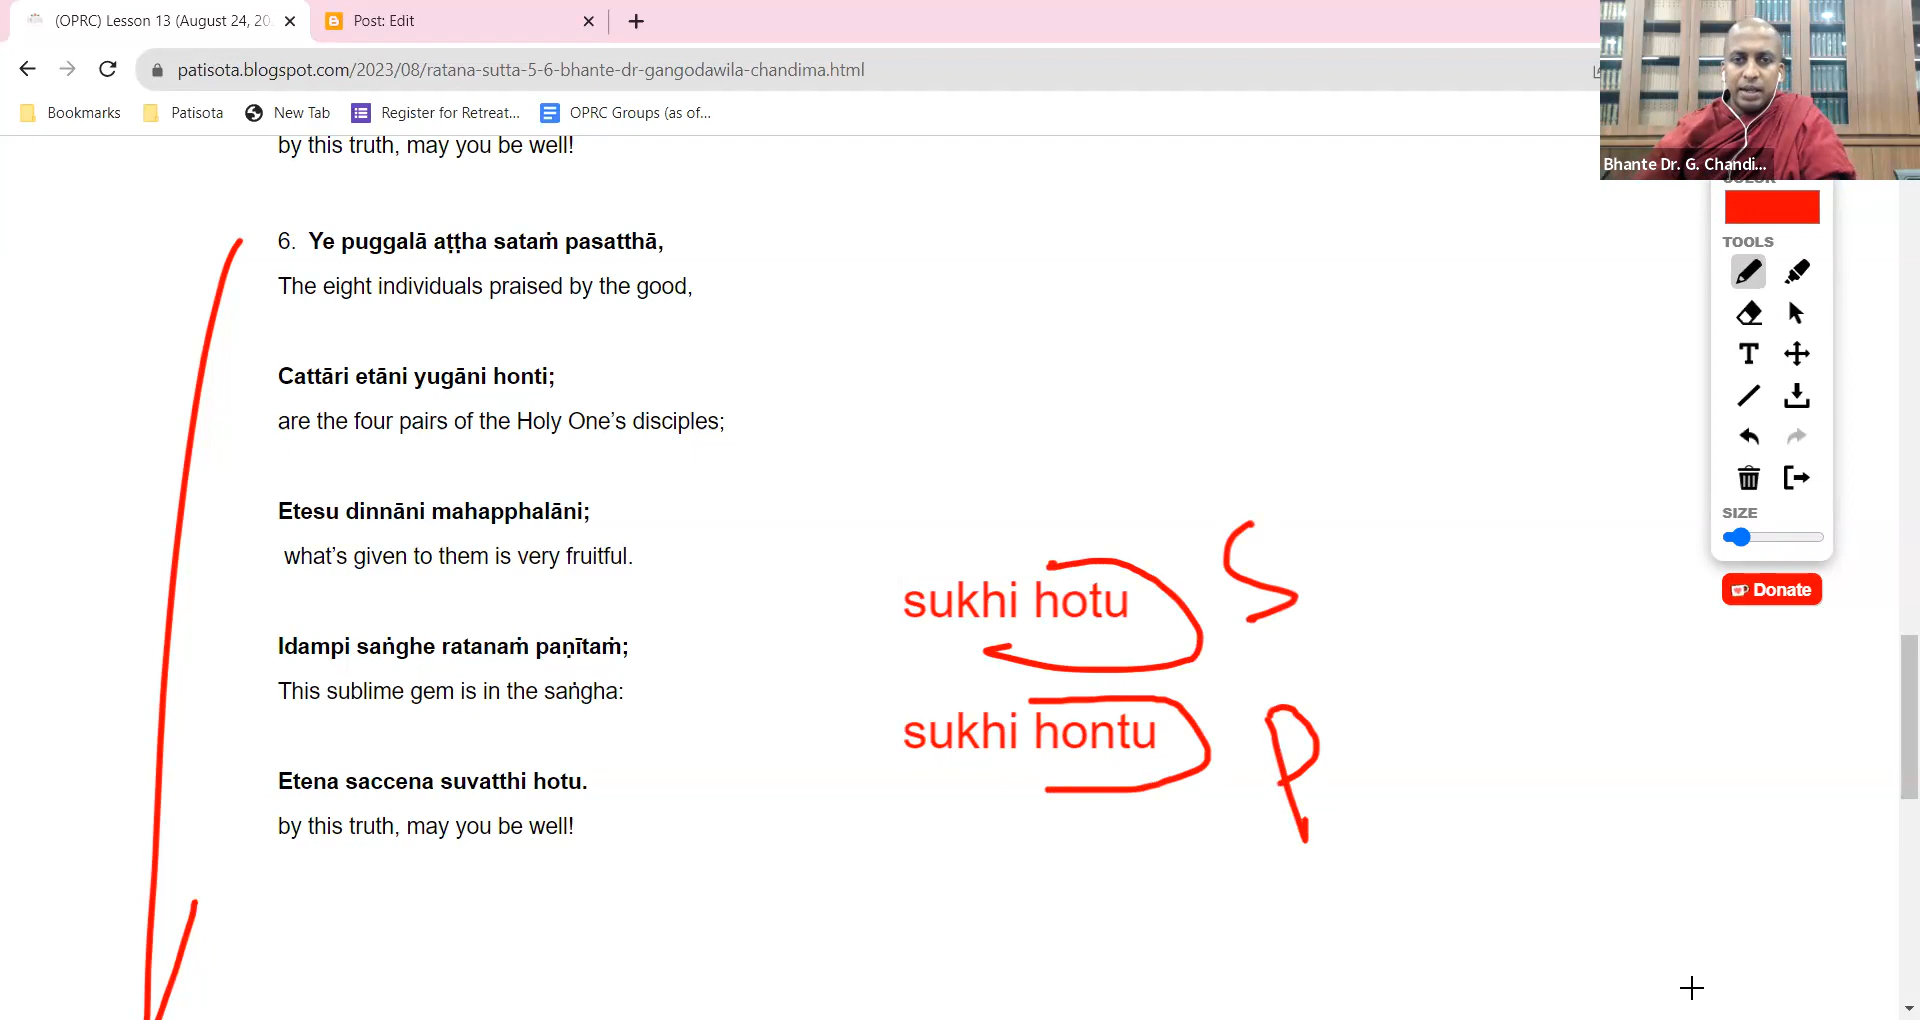 (OPRC) Lesson 13 (August 24, 20
Post: Edit
patisota.blogspot.com/2023/08/ratana-sutta-5-6-bhante-dr-gangodawila-chandima.html
Bookmarks Patisota New Tab Register for Retreat... OPRC Groups (as of...
Bhante Dr. G. Chandi...
by this truth, may you be well!
COLOR
TOOLS
T
SIZE
Donate
6. Ye puggalā aṭṭha sataṁ pasatthā,
The eight individuals praised by the good,
Cattāri etāni yugāni honti;
are the four pairs of the Holy One’s disciples;
Etesu dinnāni mahapphalāni;
what’s given to them is very fruitful.
Idampi saṅghe ratanaṁ paṇītaṁ;
This sublime gem is in the saṅgha:
Etena saccena suvatthi hotu.
by this truth, may you be well!
sukhi hotu S
sukhi hontu P